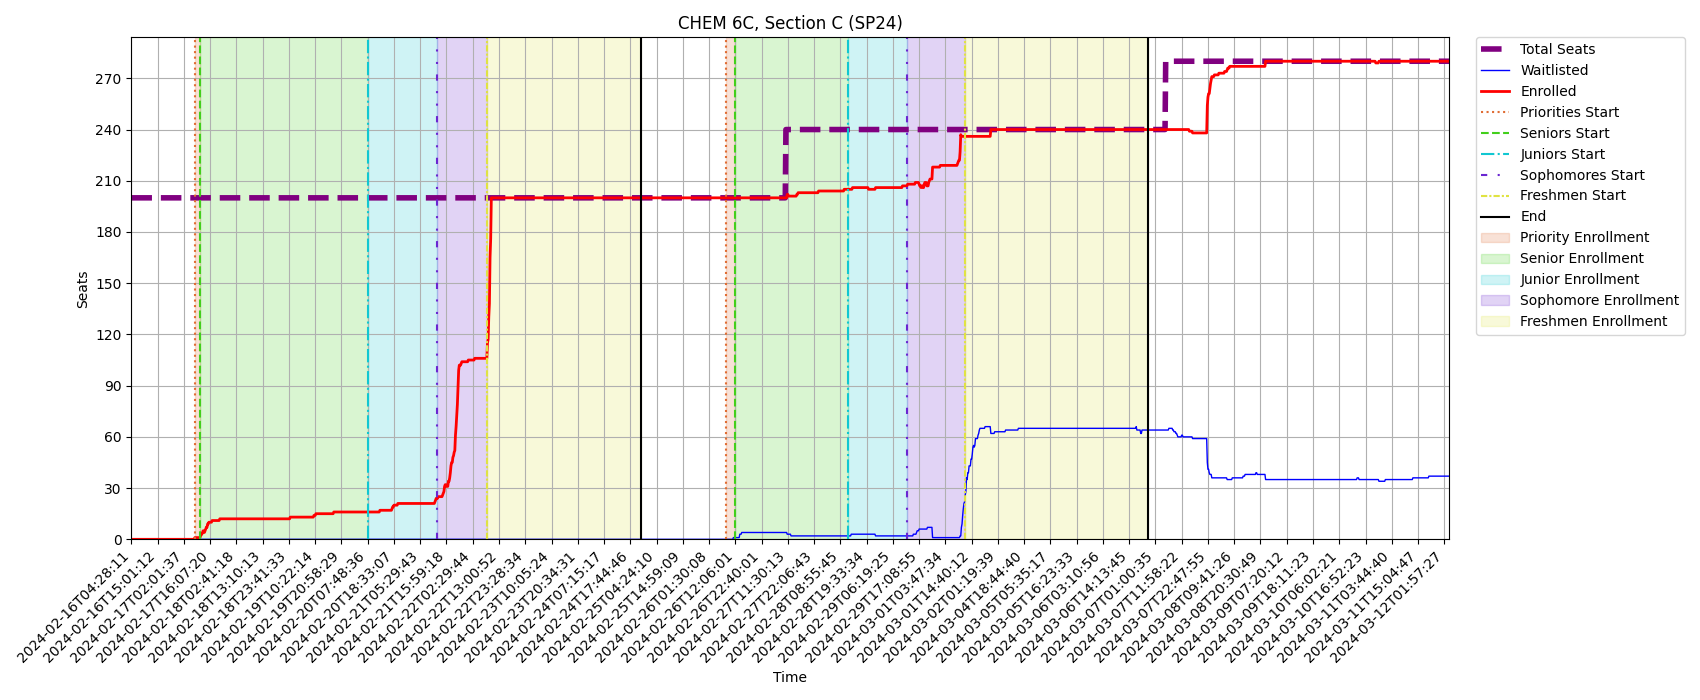 CHEM 6C, Section C (SP24)
Seats
270
240
210
180
150
120
90
60
30
0
2024-02-16T04:28:11
2024-02-16T15:01:12
2024-02-17T02:01:37
2024-02-17T16:07:20
2024-02-18T02:41:18
2024-02-18T13:10:13
2024-02-18T23:41:33
2024-02-19T10:22:14
2024-02-19T20:58:29
2024-02-20T07:48:36
2024-02-20T18:33:07
2024-02-21T05:29:43
2024-02-21T15:59:18
2024-02-22T02:29:44
2024-02-22T13:00:52
2024-02-22T23:28:34
2024-02-23T10:05:24
2024-02-23T20:34:31
2024-02-24T07:15:17
2024-02-24T17:44:46
2024-02-25T04:24:10
2024-02-25T14:59:09
2024-02-26T01:30:09
2024-02-26T12:06:01
2024-02-26T22:40:01
2024-02-27T11:30:13
2024-02-27T22:06:43
2024-02-28T08:55:45
2024-02-28T19:33:34
2024-02-29T06:19:25
2024-02-29T17:08:55
2024-03-01T03:47:34
2024-03-01T14:40:12
2024-03-02T01:19:39
2024-03-04T18:44:40
2024-03-05T05:35:17
2024-03-05T16:23:33
2024-03-06T03:10:56
2024-03-06T14:13:45
2024-03-07T01:00:35
2024-03-07T11:58:22
2024-03-07T22:47:55
2024-03-08T09:41:26
2024-03-08T20:30:49
2024-03-09T07:20:12
2024-03-09T18:11:23
2024-03-10T06:02:21
2024-03-10T16:52:23
2024-03-11T03:44:40
2024-03-11T15:04:47
2024-03-12T01:57:27
Time
Total Seats
Waitlisted
Enrolled
Priorities Start
Seniors Start
Juniors Start
Sophomores Start
Freshmen Start
End
Priority Enrollment
Senior Enrollment
Junior Enrollment
Sophomore Enrollment
Freshmen Enrollment